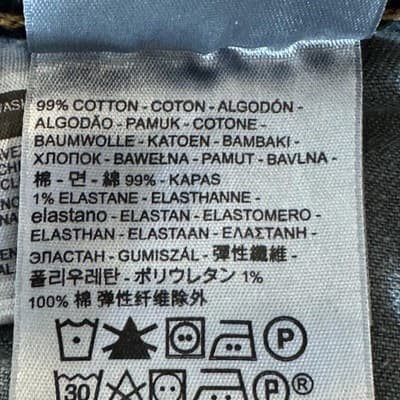 99% COTTON - COTON - ALGODÓN -
ALGODÃO - PAMUK - COTONE -
BAUMWOLLE - KATOEN - BAMBAKI -
ХЛОПОК - BAWEŁNA - PAMUT - BAVLNA -
棉 - 면 - 綿 99% - KAPAS
1% ELASTANE - ELASTHANNE -
elastano - ELASTAN - ELASTOMERO -
ELASTHAN - ELASTAAN - ΕΛΑΣΤΑΝΗ -
ЭЛАСТАН - GUMISZÁL - 彈性纖維 -
폴리우레탄 - ポリウレタン 1%
100% 棉 弹性纤维除外
P
30 P ®